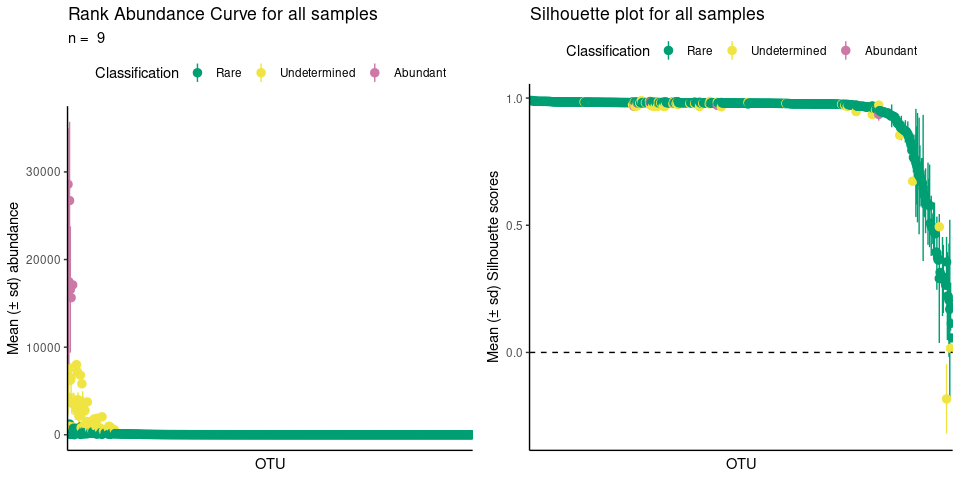 Rank Abundance Curve for all samples
n = 9
Classification Rare Undetermined Abundant
30000
20000
10000
0
Mean (± sd) abundance
OTU
Silhouette plot for all samples
Classification Rare Undetermined Abundant
1.0
0.5
0.0
Mean (± sd) Silhouette scores
OTU